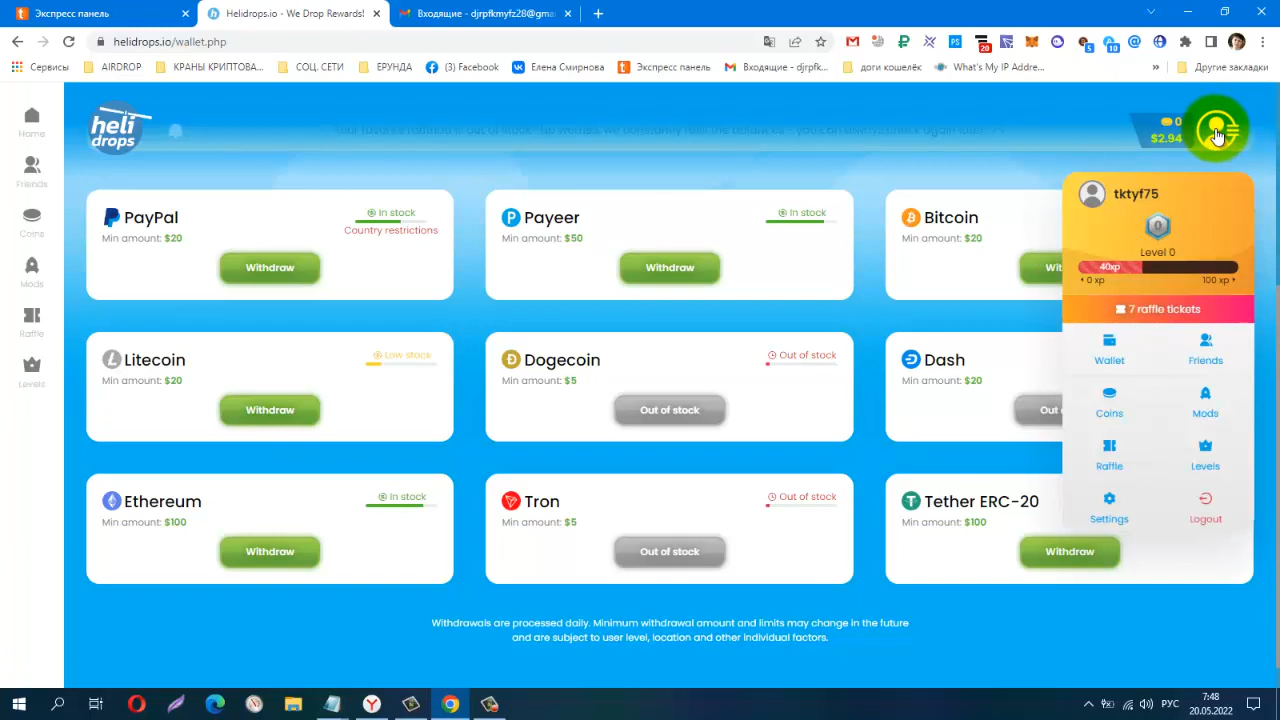 Экспресс панель
Helidrops.io - We Drop Rewards!
Входящие - djrpfkmyfz28@gma
helidrops.io/wallet.php
20
5
10
Сервисы
AIRDROP
КРАНЫ КРИПТОВА...
СОЦ. СЕТИ
ЕРУНДА
(3) Facebook
Елена Смирнова
Экспресс панель
Входящие - djrpfk...
доги кошелёк
What's My IP Addre...
»
Другие закладки
Home
Friends
Coins
Mods
Raffle
Levels
heli
drops
0
$2.94
PayPal
In stock
Country restrictions
Min amount: $20
Withdraw
Payeer
In stock
Min amount: $50
Withdraw
Bitcoin
Min amount: $20
Wit
tktyf75
0
Level 0
40xp
0 xp
100 xp
7 raffle tickets
Wallet
Friends
Coins
Mods
Raffle
Levels
Settings
Logout
Litecoin
Low stock
Min amount: $20
Withdraw
Dogecoin
Out of stock
Min amount: $5
Out of stock
Dash
Min amount: $20
Out
Ethereum
In stock
Min amount: $100
Withdraw
Tron
Out of stock
Min amount: $5
Out of stock
Tether ERC-20
Min amount: $100
Withdraw
Withdrawals are processed daily. Minimum withdrawal amount and limits may change in the future
and are subject to user level, location and other individual factors.
РУС
7:48
20.05.2022